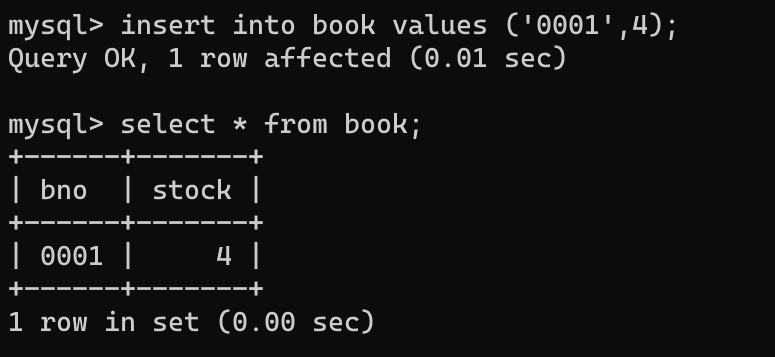 mysql> insert into book values ('0001',4);
Query OK, 1 row affected (0.01 sec)
mysql> select * from book;
+------+-------+
| bno  | stock |
+------+-------+
| 0001 |     4 |
+------+-------+
1 row in set (0.00 sec)